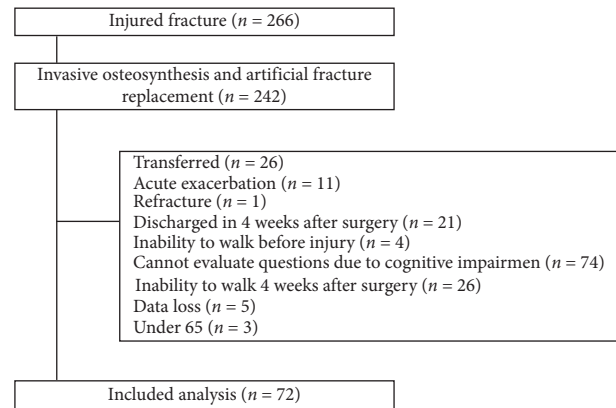 Injured fracture (n = 266)
Invasive osteosynthesis and artificial fracture
replacement (n = 242)
Transferred (n = 26)
Acute exacerbation (n = 11)
Refracture (n = 1)
Discharged in 4 weeks after surgery (n = 21)
Inability to walk before injury (n = 4)
Cannot evaluate questions due to cognitive impairmen (n = 74)
Inability to walk 4 weeks after surgery (n = 26)
Data loss (n = 5)
Under 65 (n = 3)
Included analysis (n = 72)